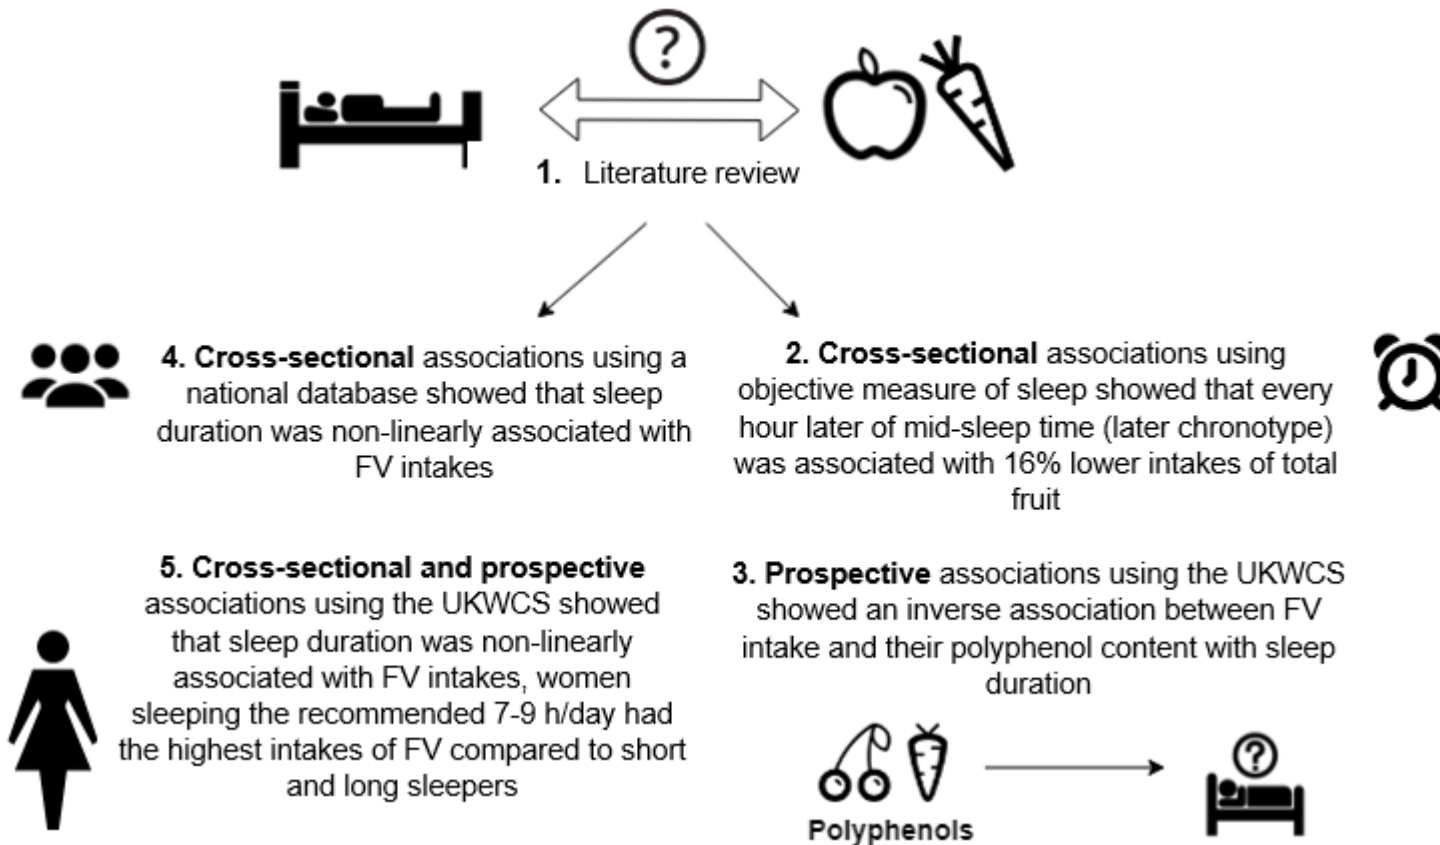 ?
1. Literature review
4. Cross-sectional associations using a
national database showed that sleep
duration was non-linearly associated with
FV intakes
2. Cross-sectional associations using
objective measure of sleep showed that every
hour later of mid-sleep time (later chronotype)
was associated with 16% lower intakes of total
fruit
5. Cross-sectional and prospective
associations using the UKWCS showed
that sleep duration was non-linearly
associated with FV intakes, women
sleeping the recommended 7-9 h/day had
the highest intakes of FV compared to short
and long sleepers
3. Prospective associations using the UKWCS
showed an inverse association between FV
intake and their polyphenol content with sleep
duration
?
Polyphenols